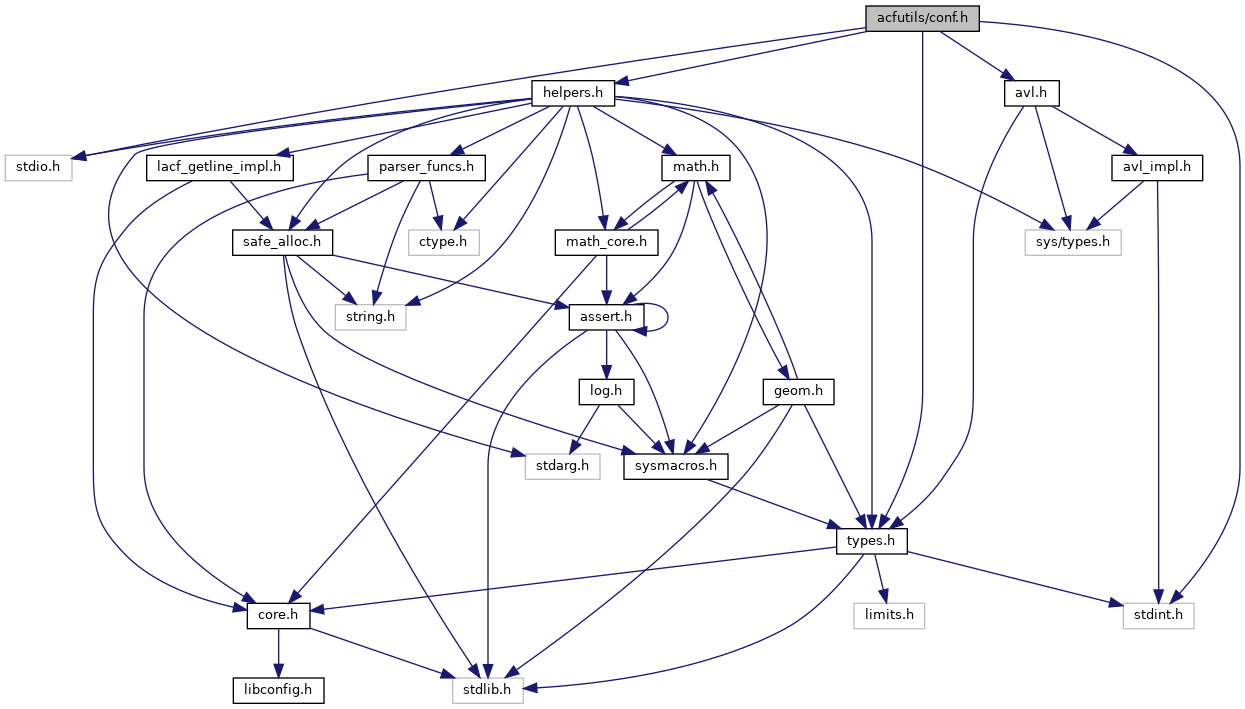 acfutils/conf.h
helpers.h
avl.h
stdio.h
lacf_getline_impl.h
parser_funcs.h
math.h
avl_impl.h
safe_alloc.h
ctype.h
math_core.h
sys/types.h
string.h
assert.h
log.h
geom.h
stdarg.h
sysmacros.h
types.h
core.h
limits.h
stdint.h
libconfig.h
stdlib.h